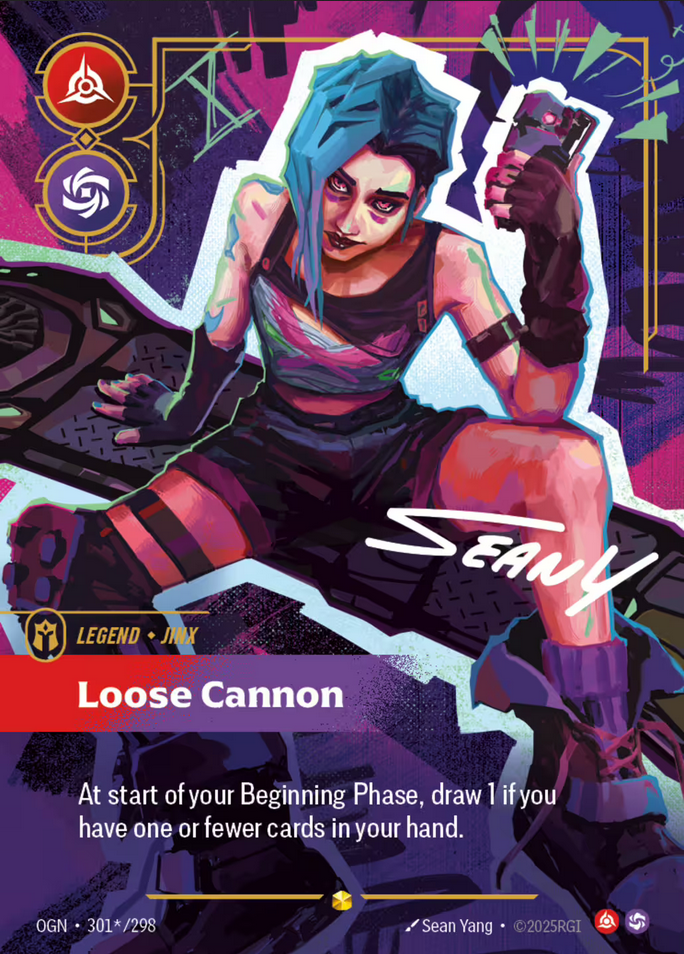 SEAN Y
LEGEND • JINX
Loose Cannon
At start of your Beginning Phase, draw 1 if you
have one or fewer cards in your hand.
OGN • 301*/298
Sean Yang • ©2025RGI